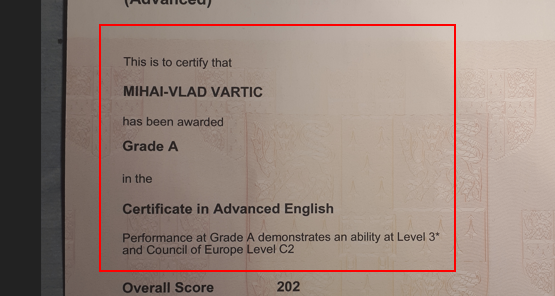 (Advanced)
This is to certify that
MIHAI-VLAD VARTIC
has been awarded
Grade A
in the
Certificate in Advanced English
Performance at Grade A demonstrates an ability at Level 3*
and Council of Europe Level C2
Overall Score 202